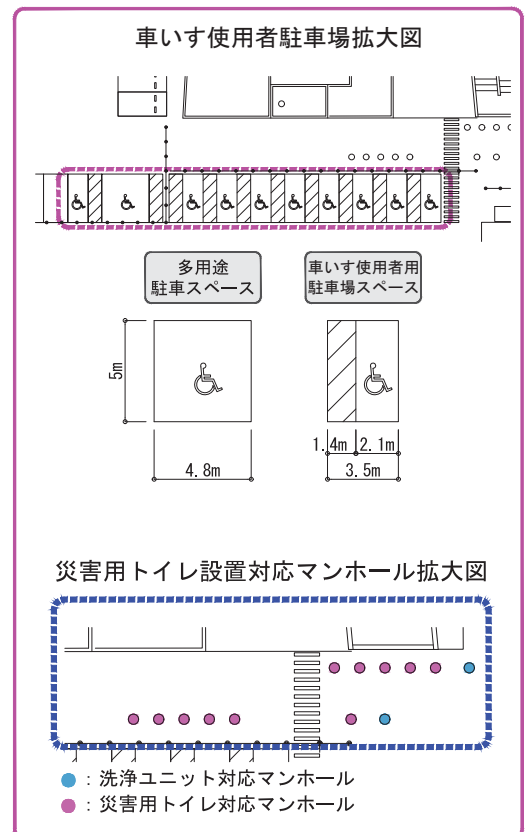 車いす使用者駐車場拡大図
多用途
駐車スペース
車いす使用者用
駐車場スペース
5m
4.8m
1.4m
2.1m
3.5m
災害用トイレ設置対応マンホール拡大図
：洗浄ユニット対応マンホール
：災害用トイレ対応マンホール